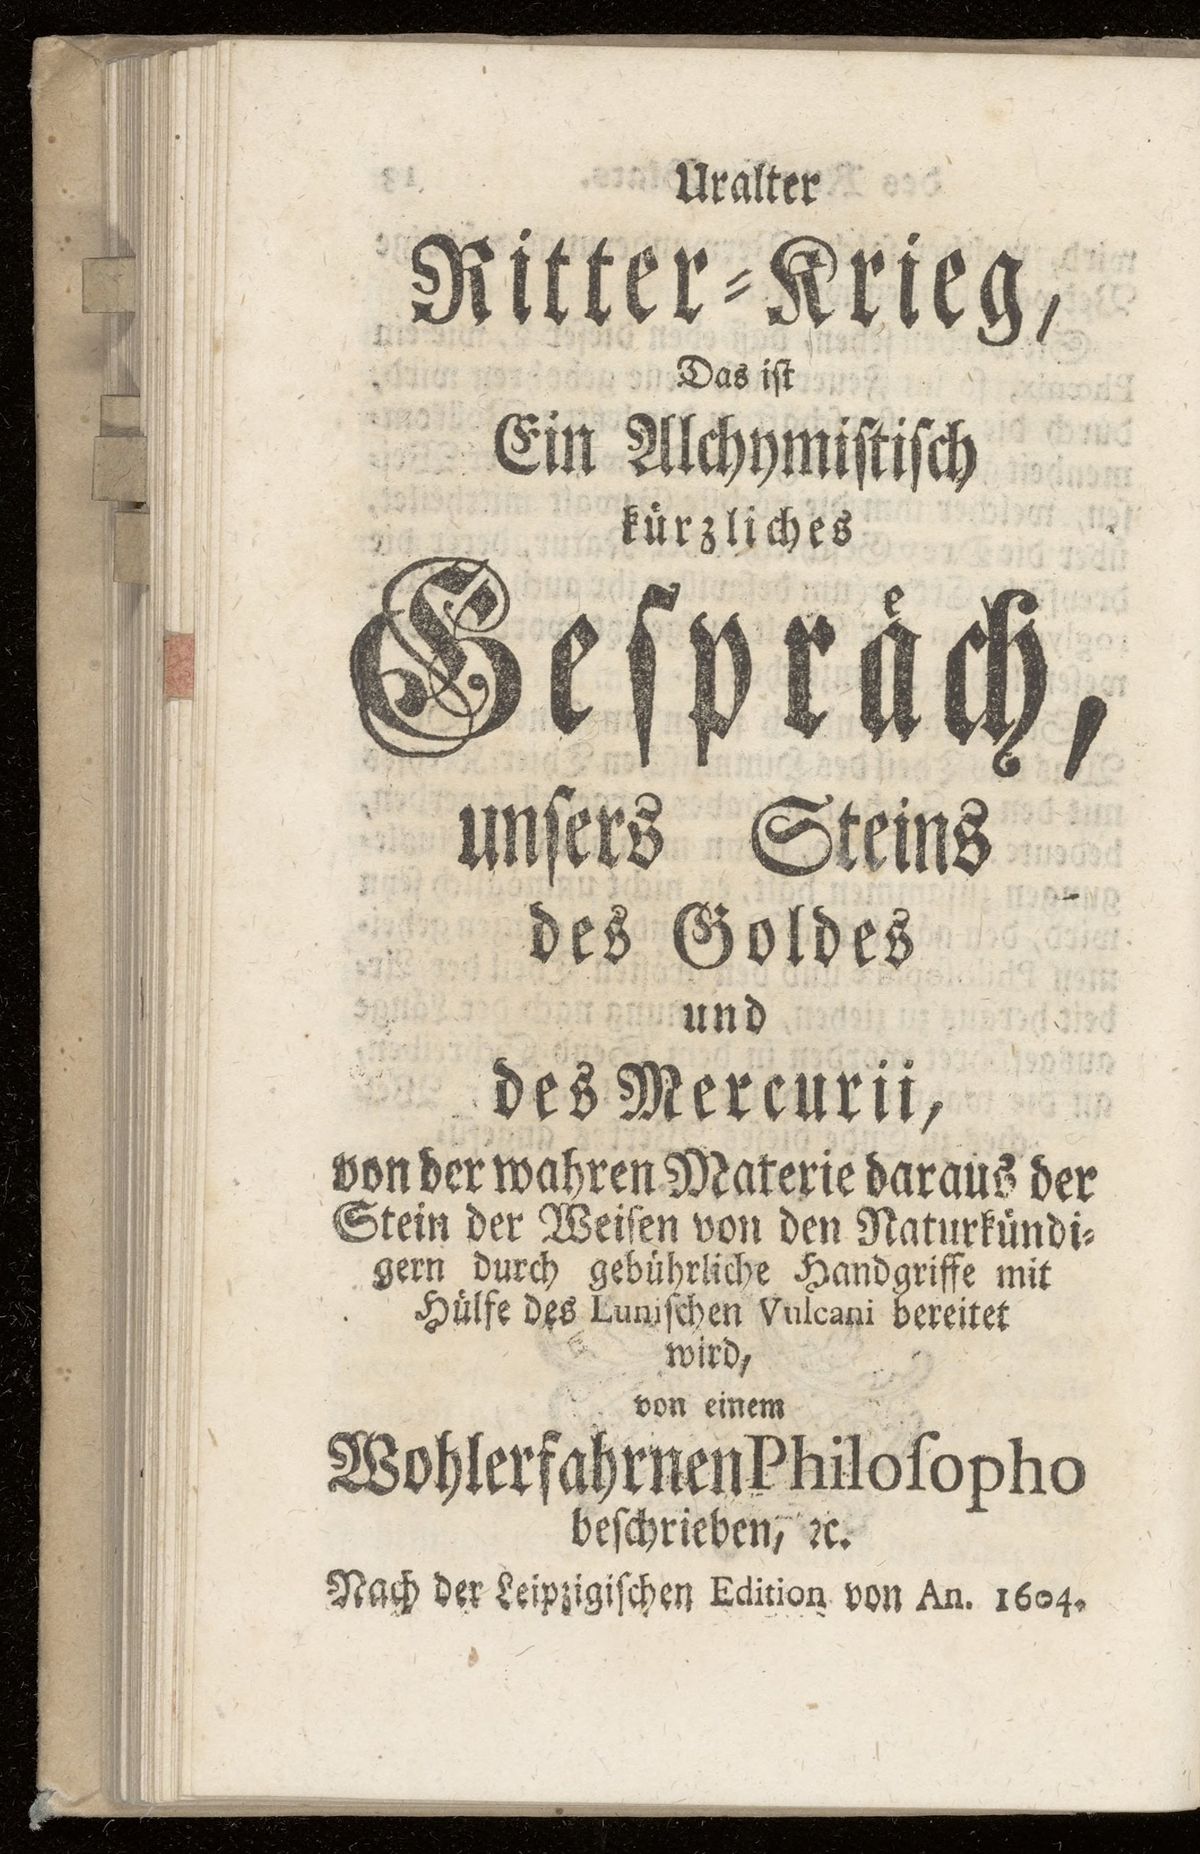 Uralter
Ritter-Krieg,
Das ist
Ein Alchymistisch
kürzliches
Gespräch,
unsers Steins
des Goldes
und
des Mercurii,
von der wahren Materie daraus der
Stein der Weisen von den Naturkündi-
gern durch gebührliche Handgriffe mit
Hülfe des Lunischen Vulcani bereitet
wird,
von einem
Wohlerfahrnen Philosopho
beschrieben, ꝛc.
Nach der Leipzigischen Edition von An. 1604.